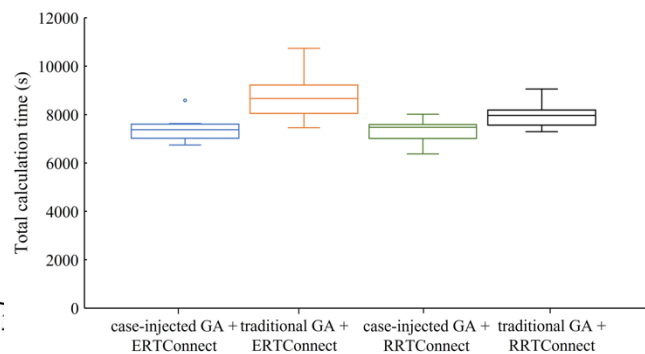 12000
10000
8000
6000
4000
2000
0
Total calculation time (s)
case-injected GA + ERTConnect
traditional GA + ERTConnect
case-injected GA + RRTConnect
traditional GA + RRTConnect